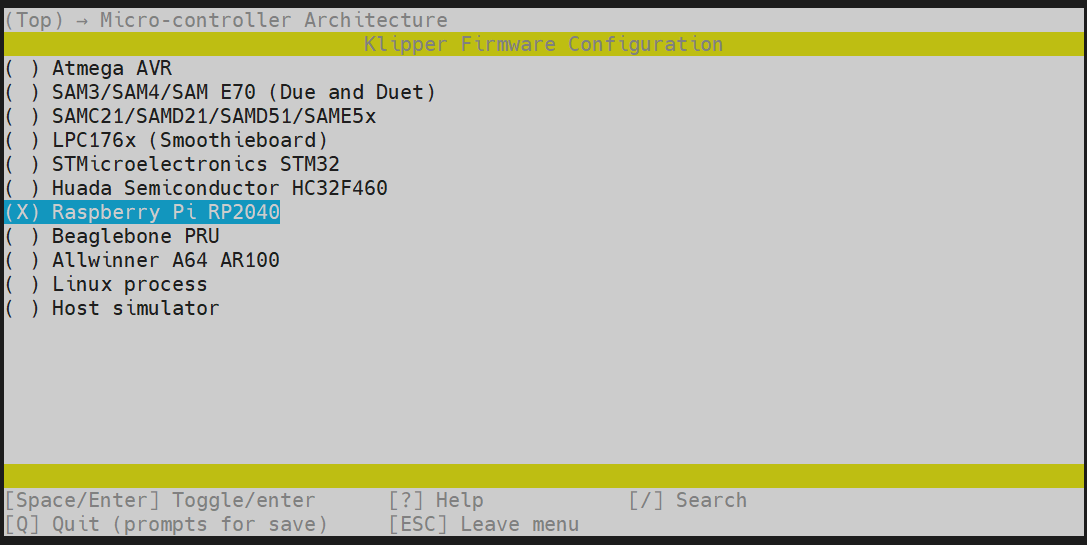 (Top) → Micro-controller Architecture
Klipper Firmware Configuration
( ) Atmega AVR
( ) SAM3/SAM4/SAM E70 (Due and Duet)
( ) SAMC21/SAMD21/SAMD51/SAME5x
( ) LPC176x (Smoothieboard)
( ) STMicroelectronics STM32
( ) Huada Semiconductor HC32F460
(X) Raspberry Pi RP2040
( ) Beaglebone PRU
( ) Allwinner A64 AR100
( ) Linux process
( ) Host simulator
[Space/Enter] Toggle/enter [?] Help [/] Search
[Q] Quit (prompts for save) [ESC] Leave menu